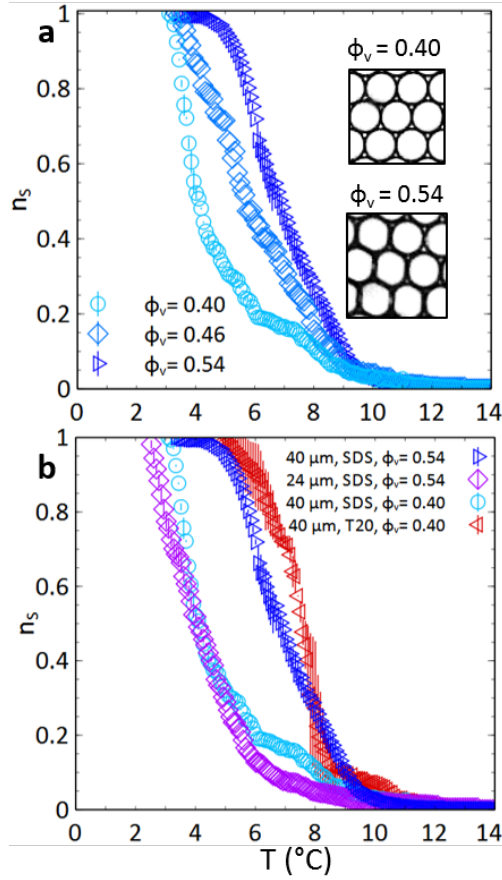 a
1
0.8
0.6
0.4
0.2
0
n_s
ϕ_v = 0.40
ϕ_v = 0.54
ϕ_v = 0.40
ϕ_v = 0.46
ϕ_v = 0.54
0 2 4 6 8 10 12 14
b
1
0.8
0.6
0.4
0.2
0
n_s
40 μm, SDS, ϕ_v = 0.54
24 μm, SDS, ϕ_v = 0.54
40 μm, SDS, ϕ_v = 0.40
40 μm, T20, ϕ_v = 0.40
0 2 4 6 8 10 12 14
T (°C)